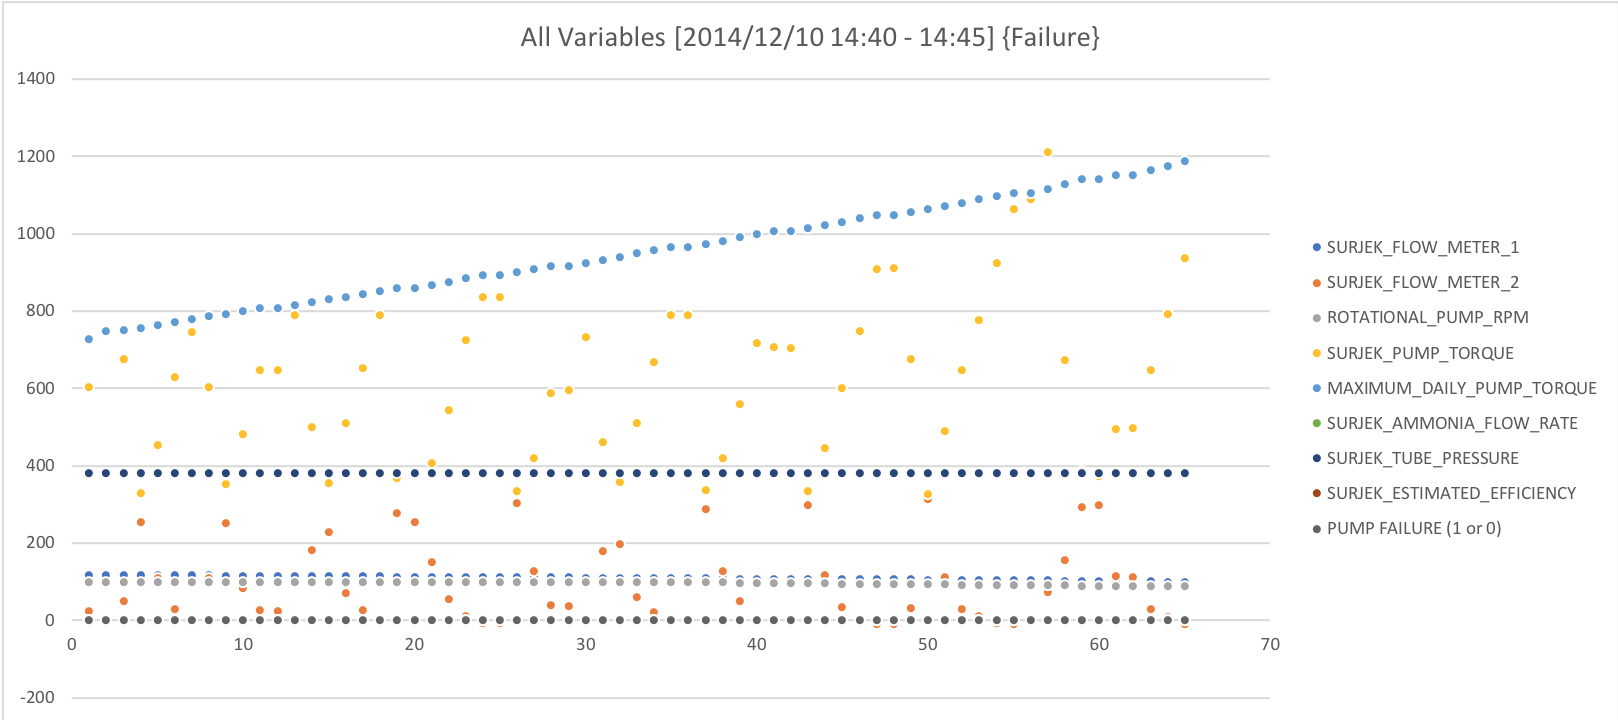 All Variables [2014/12/10 14:40 - 14:45] {Failure}
1400
1200
1000
800
600
400
200
0
-200
0 10 20 30 40 50 60 70
SURJEK_FLOW_METER_1
SURJEK_FLOW_METER_2
ROTATIONAL_PUMP_RPM
SURJEK_PUMP_TORQUE
MAXIMUM_DAILY_PUMP_TORQUE
SURJEK_AMMONIA_FLOW_RATE
SURJEK_TUBE_PRESSURE
SURJEK_ESTIMATED_EFFICIENCY
PUMP FAILURE (1 or 0)